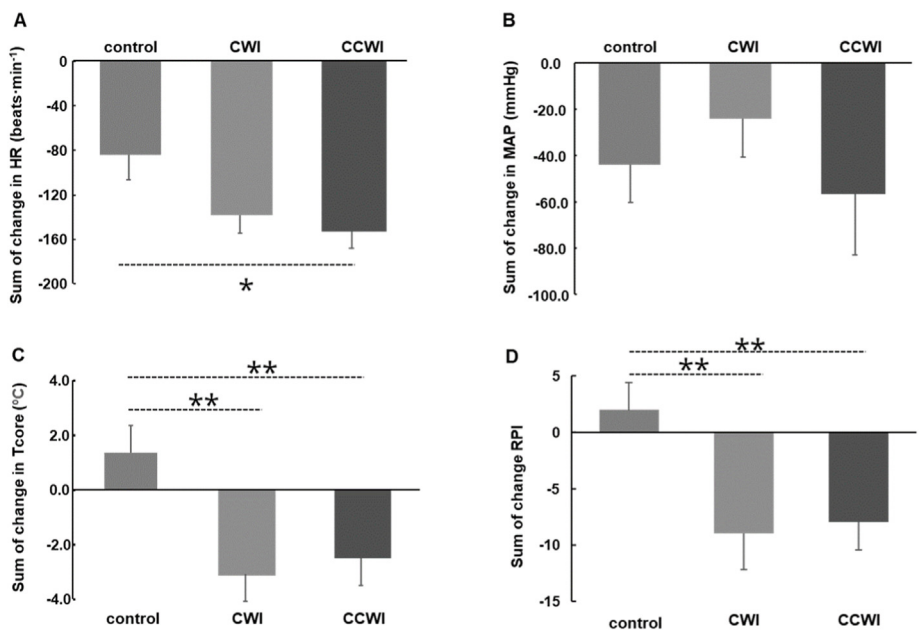 A
control CWI CCWI
0
-40
-80
-120
-160
-200
Sum of change in HR (beats·min⁻¹)
*
B
control CWI CCWI
0.0
-20.0
-40.0
-60.0
-80.0
-100.0
Sum of change in MAP (mmHg)
C
**
**
4.0
2.0
0.0
-2.0
-4.0
Sum of change in Tcore (°C)
control CWI CCWI
D
**
**
5
0
-5
-10
-15
Sum of change RPI
control CWI CCWI